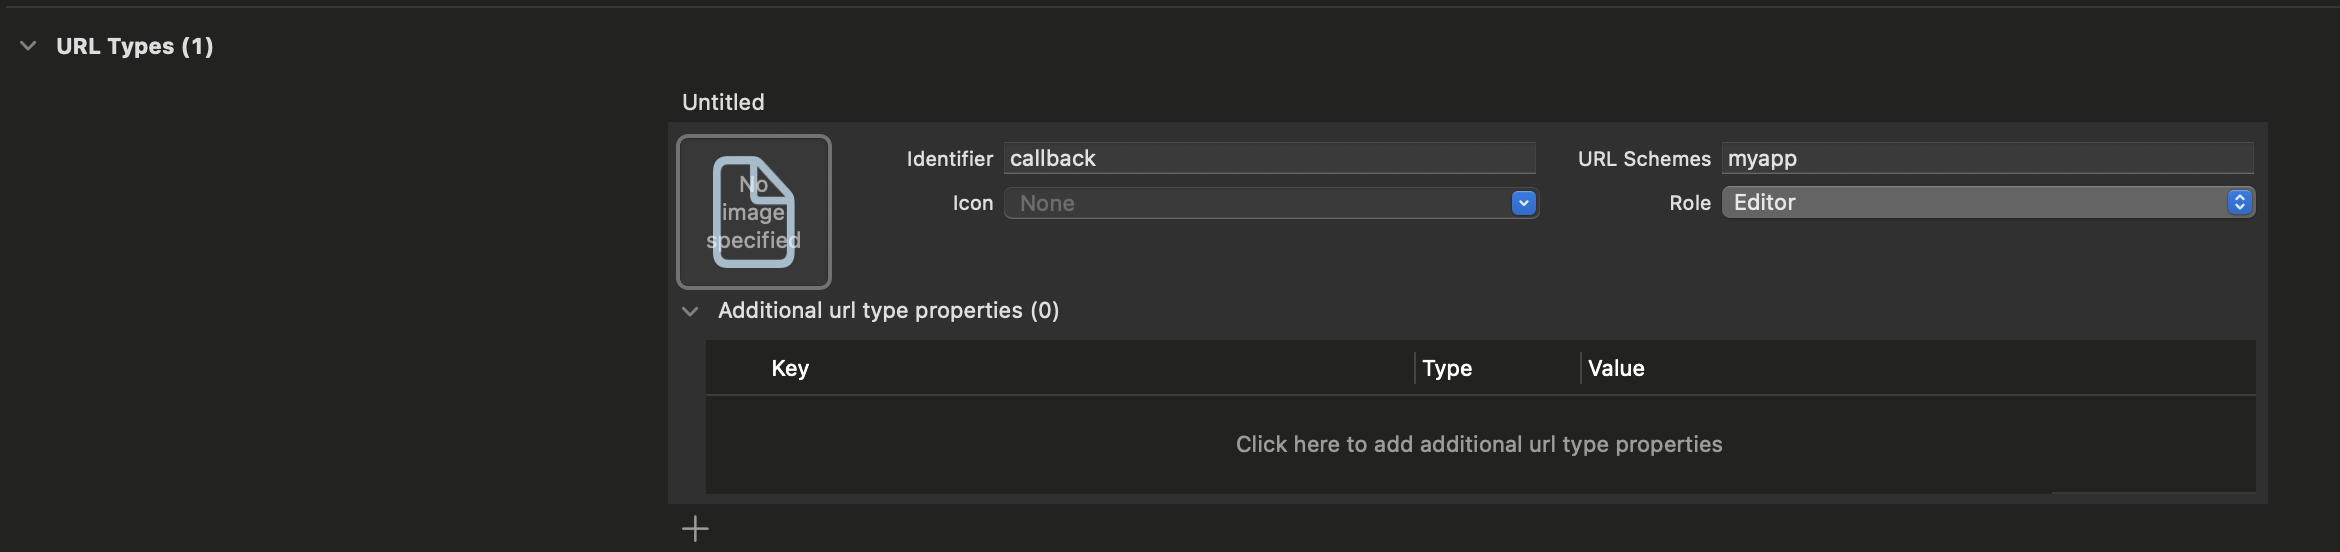 URL Types (1)
Untitled
No
image
specified
Identifier callback
URL Schemes myapp
Icon None
Role Editor
Additional url type properties (0)
Key Type Value
Click here to add additional url type properties